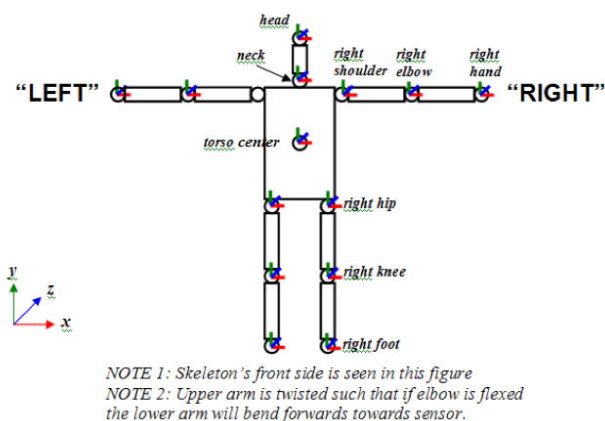 head
neck
right
shoulder
right
elbow
right
hand
“LEFT”
“RIGHT”
torso center
right hip
right knee
right foot
y
z
x
NOTE 1: Skeleton's front side is seen in this figure
NOTE 2: Upper arm is twisted such that if elbow is flexed
the lower arm will bend forwards towards sensor.